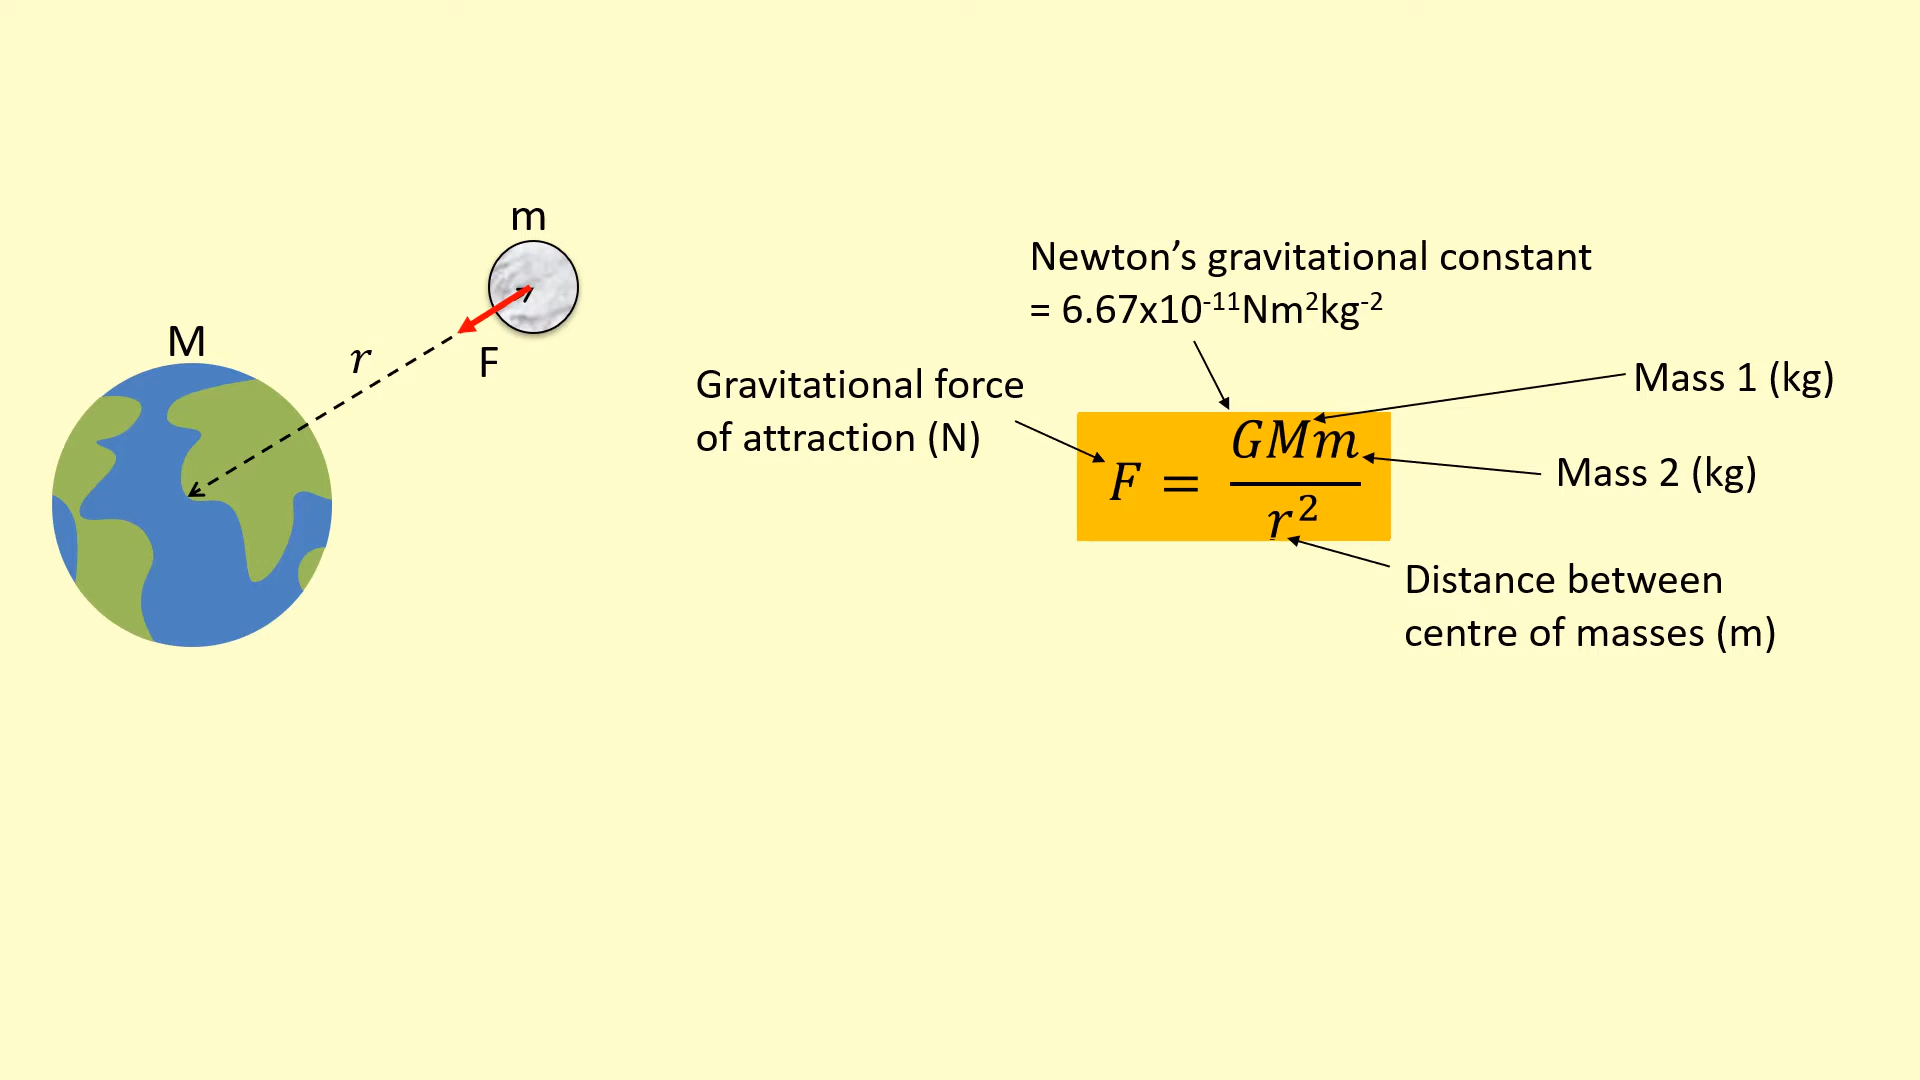 m
M
r
F
Newton’s gravitational constant
= 6.67x10⁻¹¹Nm²kg⁻²
Gravitational force
of attraction (N)
Mass 1 (kg)
F = GMm / r²
Mass 2 (kg)
Distance between
centre of masses (m)